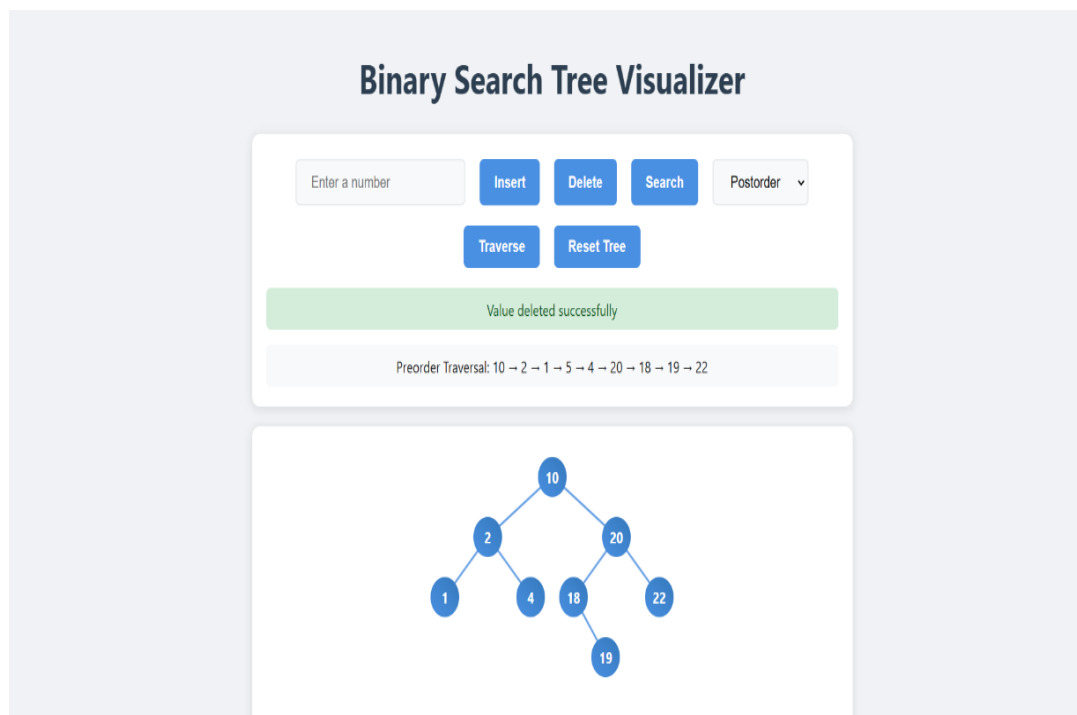 Binary Search Tree Visualizer
Enter a number Insert Delete Search Postorder
Traverse Reset Tree
Value deleted successfully
Preorder Traversal: 10 → 2 → 1 → 5 → 4 → 20 → 18 → 19 → 22
10
2 20
1 4 18 22
19